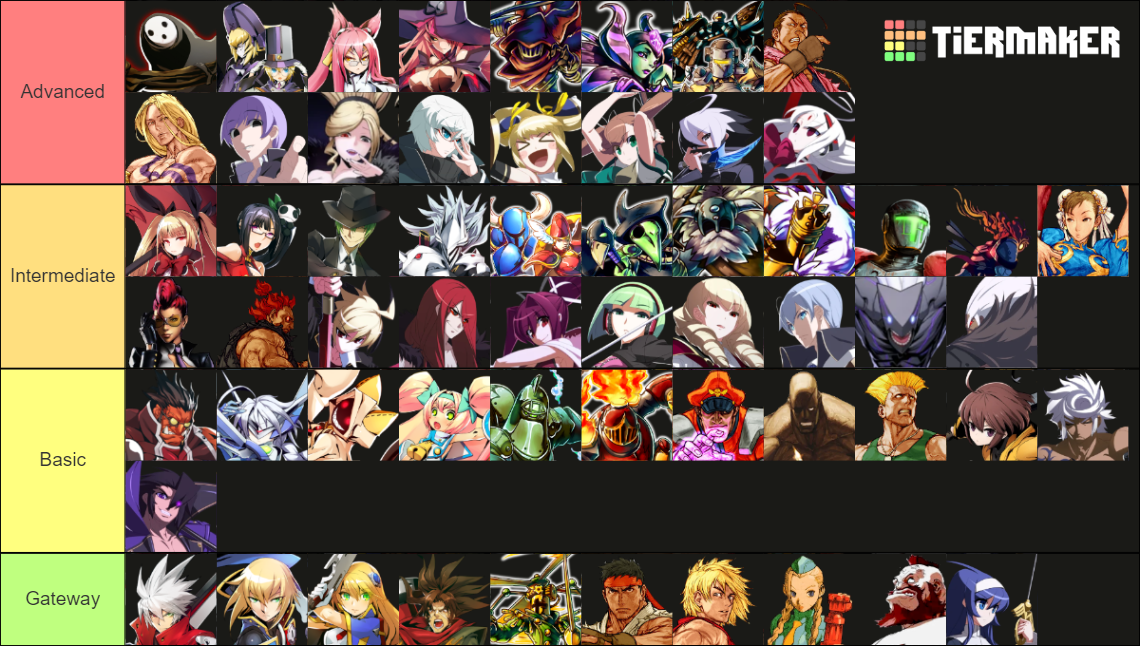 Advanced
TIERMAKER
Intermediate
Basic
Gateway